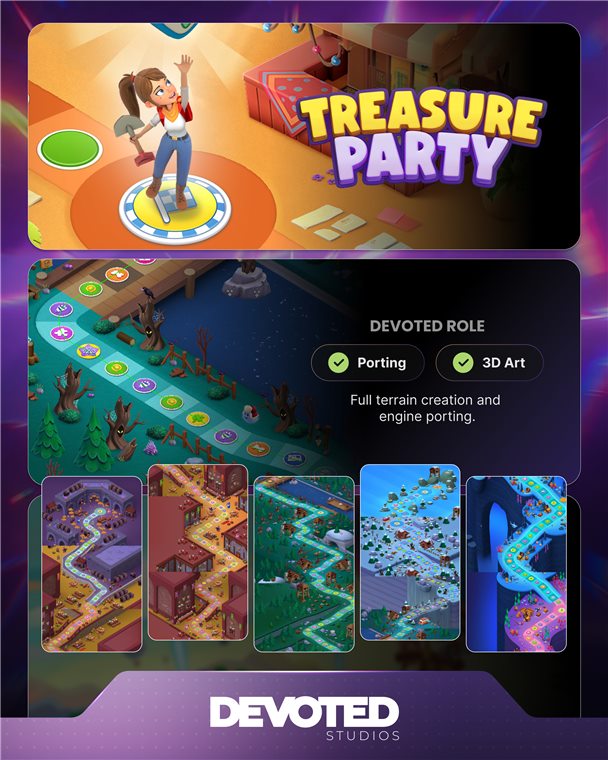 TREASURE
PARTY
DEVOTED ROLE
Porting
3D Art
Full terrain creation and
engine porting.
DEVOTED
STUDIOS